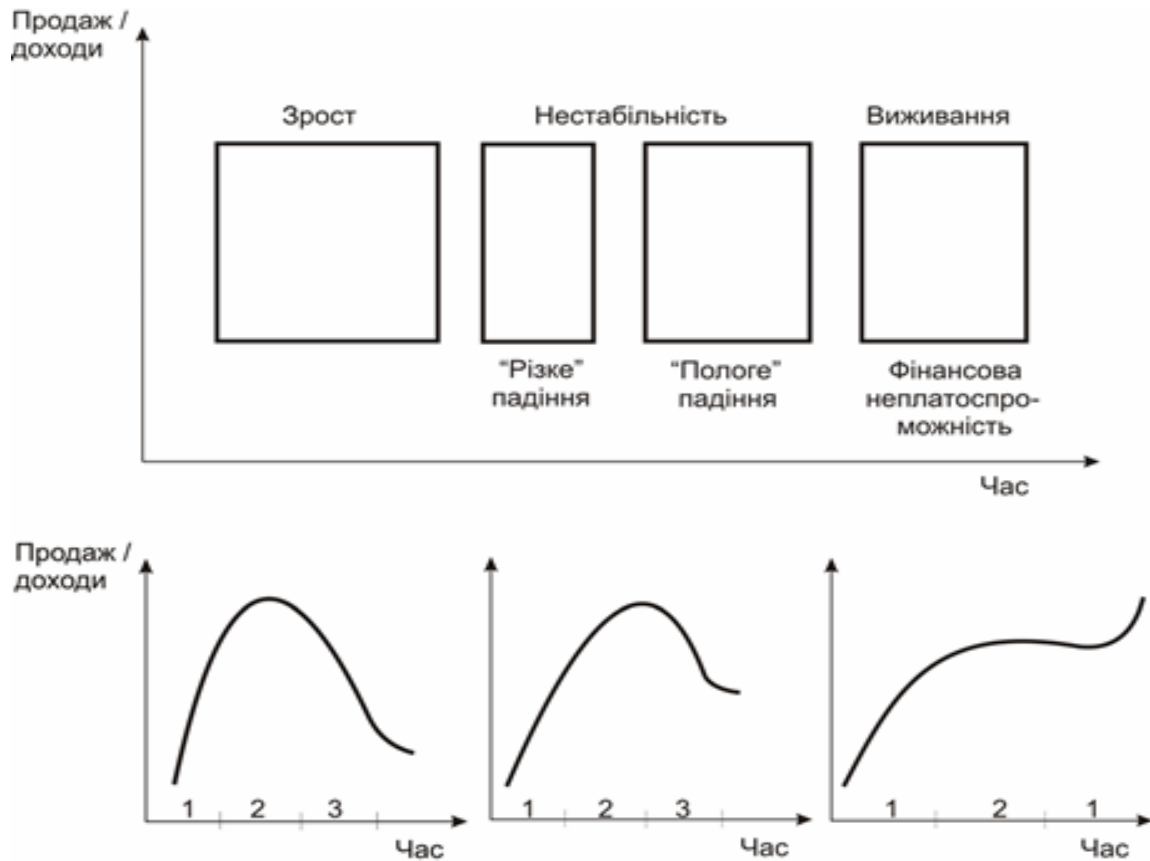 Продаж /
доходи
Зрост
Нестабільність
Виживання
“Різке”
падіння
“Пологе”
падіння
Фінансова
неплатоспро-
можність
Час
Продаж /
доходи
1 2 3
Час
1 2 3
Час
1 2 1
Час